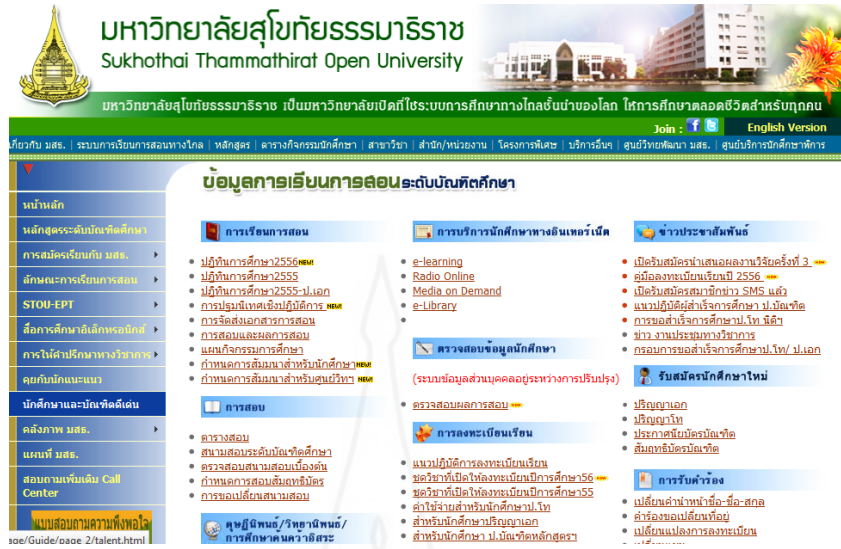 มหาวิทยาลัยสุโขทัยธรรมาธิราช
Sukhothai Thammathirat Open University
มหาวิทยาลัยสุโขทัยธรรมาธิราช เป็นมหาวิทยาลัยเปิดที่ใช้ระบบการศึกษาทางไกลชั้นนำของโลก ให้การศึกษาตลอดชีวิตสำหรับทุกคน
Join : English Version
กี่ยวกับ มสธ. | ระบบการเรียนการสอนทางไกล | หลักสูตร | ตารางกิจกรรมนักศึกษา | สาขาวิชา | สำนัก/หน่วยงาน | โครงการพิเศษ | บริการอื่นๆ | ศูนย์วิทยพัฒนา มสธ. | ศูนย์บริการนักศึกษาพิการ
ข้อมูลการเรียนการสอนระดับบัณฑิตศึกษา
หน้าหลัก
หลักสูตรระดับบัณฑิตศึกษา
การสมัครเรียนกับ มสธ.
ลักษณะการเรียนการสอน
STOU-EPT
สื่อการศึกษาอิเล็กทรอนิกส์
การให้คำปรึกษาทางวิชาการ
คุยกับนักแนะแนว
นักศึกษาและบัณฑิตดีเด่น
คลังภาพ มสธ.
แผนที่ มสธ.
สอบถามเพิ่มเติม Call
Center
แบบสอบถามความพึงพอใจ
age/Guide/page 2/talent.html
การเรียนการสอน
ปฏิทินการศึกษา2556 NEW!
ปฏิทินการศึกษา2555
ปฏิทินการศึกษา2555-ป.เอก
การปฐมนิเทศเชิงปฏิบัติการ NEW!
การจัดส่งเอกสารการสอน
การสอบและผลการสอบ
แผนกิจกรรมการศึกษา
กำหนดการสัมมนาสำหรับนักศึกษา NEW!
กำหนดการสัมมนาสำหรับศูนย์วิทฯ NEW!
การสอบ
ตารางสอบ
สนามสอบระดับบัณฑิตศึกษา
ตรวจสอบสนามสอบเบื้องต้น
กำหนดการสอบสัมฤทธิบัตร
การขอเปลี่ยนสนามสอบ
ดุษฎีนิพนธ์/วิทยานิพนธ์/
การศึกษาค้นคว้าอิสระ
การบริการนักศึกษาทางอินเทอร์เน็ต
e-learning
Radio Online
Media on Demand
e-Library
ตรวจสอบข้อมูลนักศึกษา
(ระบบข้อมูลส่วนบุคคลอยู่ระหว่างการปรับปรุง)
ตรวจสอบผลการสอบ
การลงทะเบียนเรียน
แนวปฏิบัติการลงทะเบียนเรียน
ชุดวิชาที่เปิดให้ลงทะเบียนปีการศึกษา56
ชุดวิชาที่เปิดให้ลงทะเบียนปีการศึกษา55
ค่าใช้จ่ายสำหรับนักศึกษาป.โท
สำหรับนักศึกษาปริญญาเอก
สำหรับนักศึกษา ป.บัณฑิตหลักสูตรฯ
ข่าวประชาสัมพันธ์
เปิดรับสมัครนำเสนอผลงานวิจัยครั้งที่ 3
คู่มือลงทะเบียนเรียนปี 2556
เปิดรับสมัครสมาชิกข่าว SMS แล้ว
แนวปฏิบัติผู้สำเร็จการศึกษา ป.บัณฑิต
การขอสำเร็จการศึกษาป.โท นิติฯ
ข่าว งานประชุมทางวิชาการ
กรอบการขอสำเร็จการศึกษาป.โท/ ป.เอก
รับสมัครนักศึกษาใหม่
ปริญญาเอก
ปริญญาโท
ประกาศนียบัตรบัณฑิต
สัมฤทธิบัตรบัณฑิต
การรับคำร้อง
เปลี่ยนคำนำหน้าชื่อ-ชื่อ-สกุล
คำร้องขอเปลี่ยนที่อยู่
เปลี่ยนแปลงการลงทะเบียน